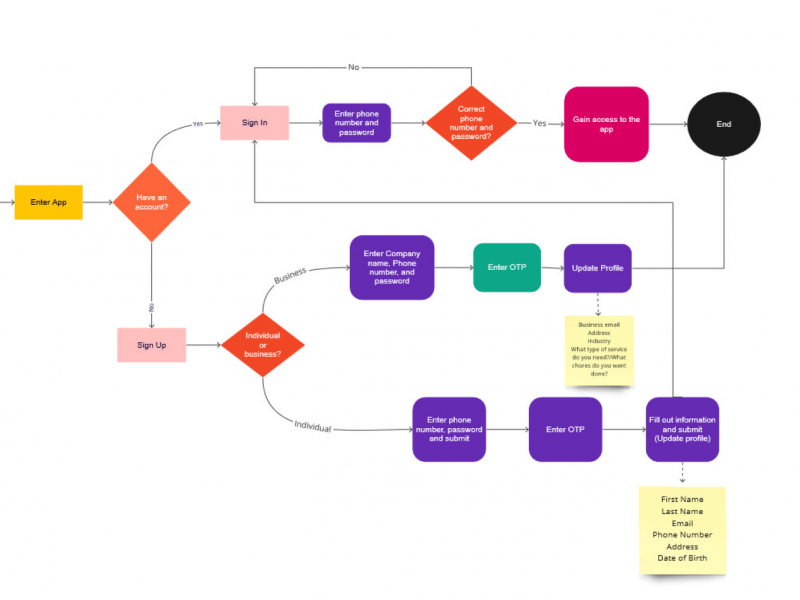 No
Yes
Sign In
Enter phone
number and
password
Correct
phone
number and
password?
Yes
Gain access to the
app
End
Enter App
Have an
account?
No
Sign Up
Individual
or
business?
Business
Enter Company
name, Phone
number, and
password
Enter OTP
Update Profile
Business email
Address
Industry
What type of service
do you need?/What
chores do you want
done?
Individual
Enter phone
number, password
and submit
Enter OTP
Fill out information
and submit
(Update profile)
First Name
Last Name
Email
Phone Number
Address
Date of Birth